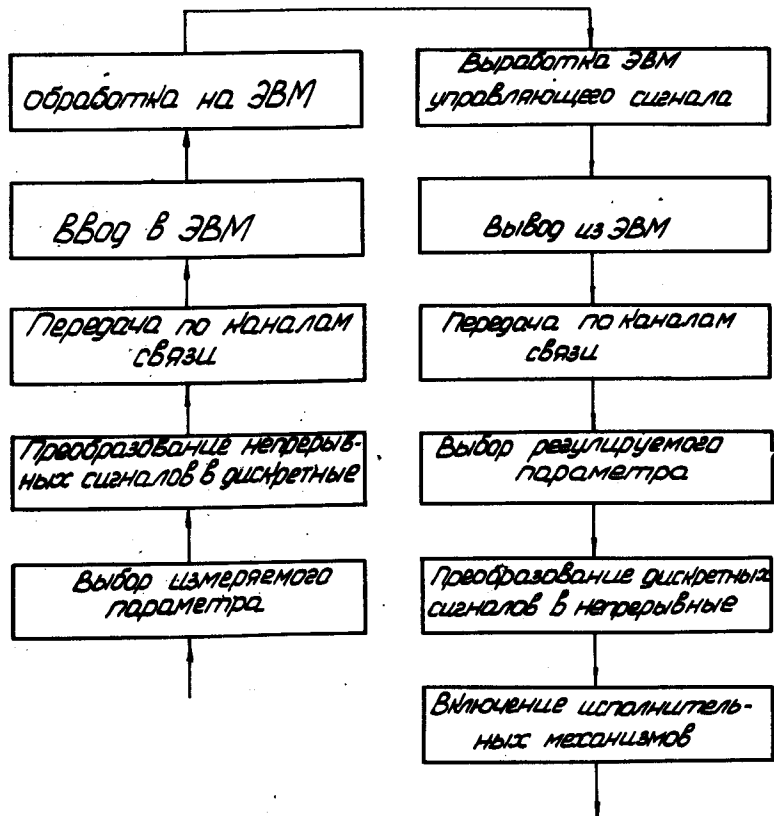 Обработка на ЭВМ
Ввод в ЭВМ
Передача по каналам
связи
Преобразование непрерыв-
ных сигналов в дискретные
Выбор измеряемого
параметра
Выработка ЭВМ
управляющего сигнала
Вывод из ЭВМ
Передача по каналам
связи
Выбор регулируемого
параметра
Преобразование дискретных
сигналов в непрерывные
Включение исполнитель-
ных механизмов